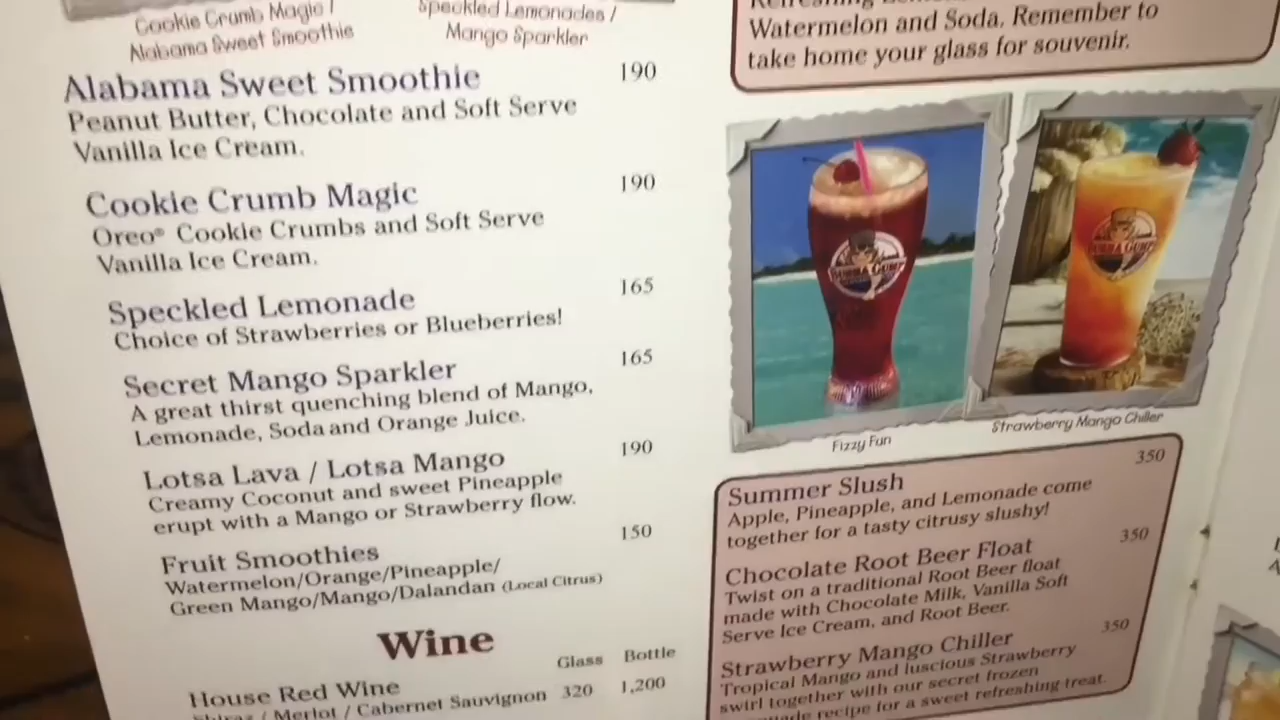 Cookie Crumb Magic /
Alabama Sweet Smoothie
Speckled Lemonades /
Mango Sparkler
Alabama Sweet Smoothie 190
Peanut Butter, Chocolate and Soft Serve
Vanilla Ice Cream.
Cookie Crumb Magic 190
Oreo® Cookie Crumbs and Soft Serve
Vanilla Ice Cream.
Speckled Lemonade 165
Choice of Strawberries or Blueberries!
Secret Mango Sparkler 165
A great thirst quenching blend of Mango,
Lemonade, Soda and Orange Juice.
Lotsa Lava / Lotsa Mango 190
Creamy Coconut and sweet Pineapple
erupt with a Mango or Strawberry flow.
Fruit Smoothies 150
Watermelon/Orange/Pineapple/
Green Mango/Mango/Dalandan (Local Citrus)
Wine
Glass Bottle
House Red Wine
Shiraz / Merlot / Cabernet Sauvignon 320 1,200
Watermelon and Soda. Remember to
take home your glass for souvenir.
BUBBA GUMP
BUBBA GUMP
Fizzy Fun
Strawberry Mango Chiller
Summer Slush 350
Apple, Pineapple, and Lemonade come
together for a tasty citrusy slushy!
Chocolate Root Beer Float 350
Twist on a traditional Root Beer float
made with Chocolate Milk, Vanilla Soft
Serve Ice Cream, and Root Beer.
Strawberry Mango Chiller 350
Tropical Mango and luscious Strawberry
swirl together with our secret frozen
recipe for a sweet refreshing treat.